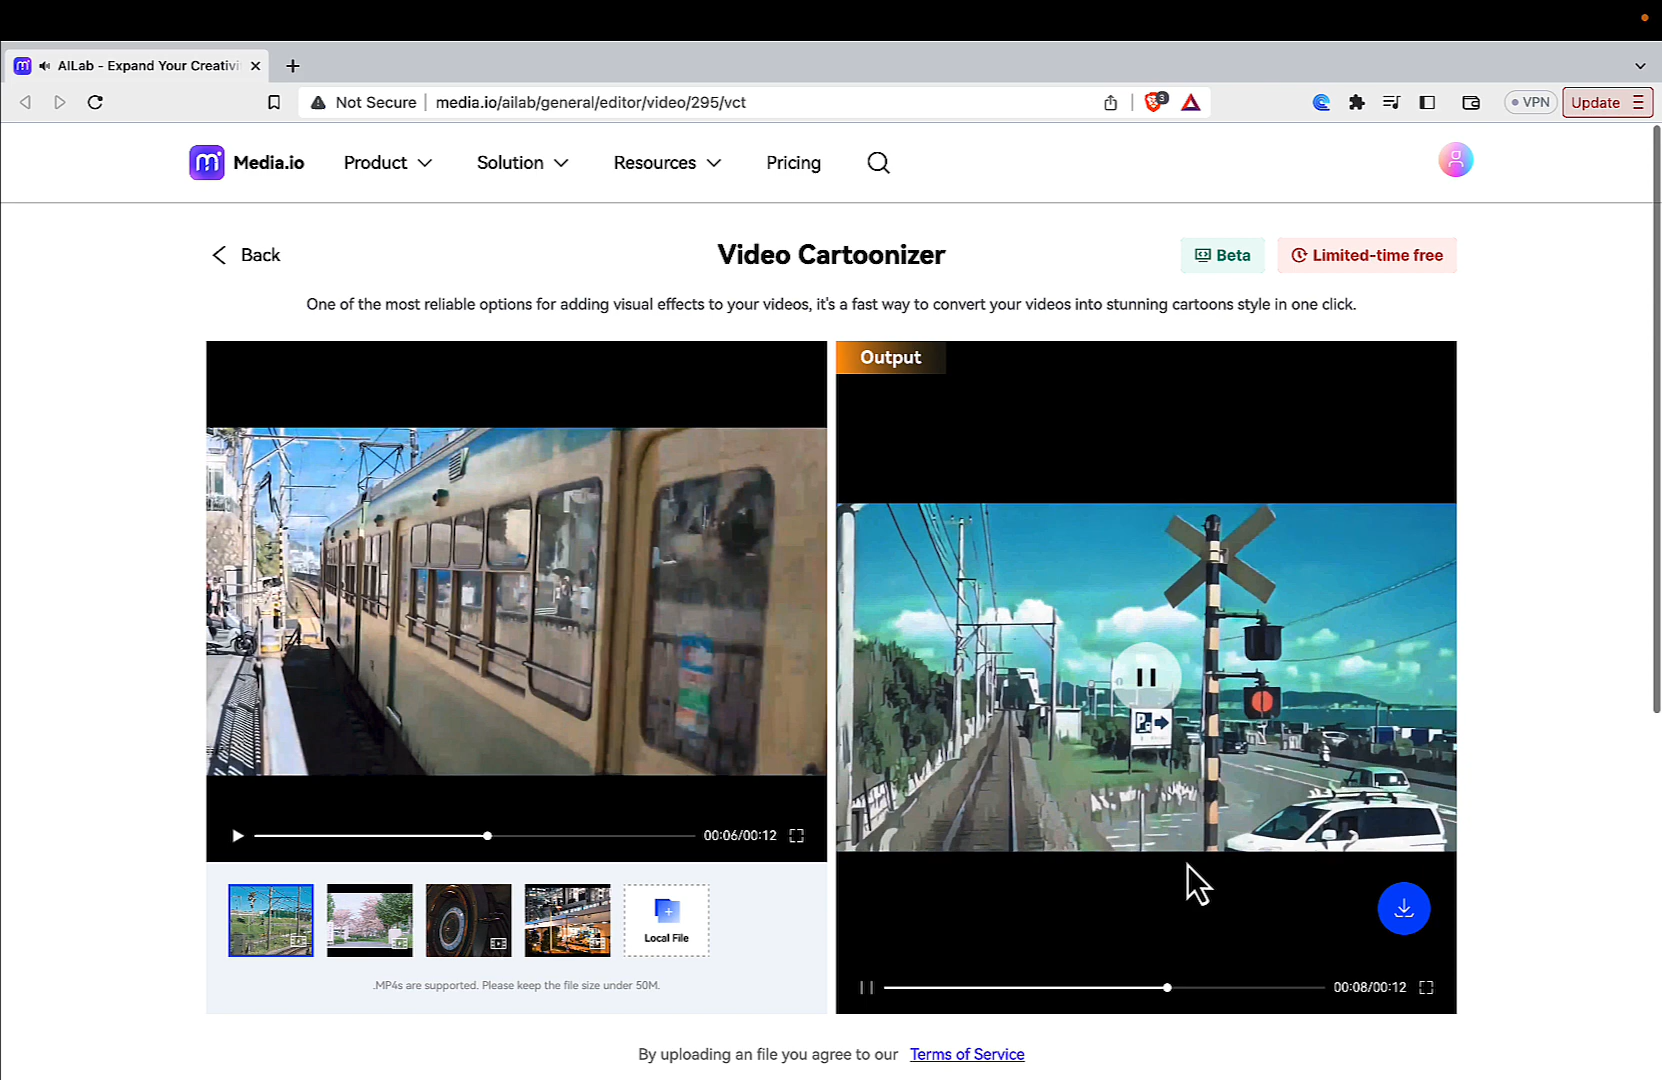 AILab - Expand Your Creativi
Not Secure
media.io/ailab/general/editor/video/295/vct
3
VPN
Update
Media.io
Product
Solution
Resources
Pricing
Back
Video Cartoonizer
Beta
Limited-time free
One of the most reliable options for adding visual effects to your videos, it's a fast way to convert your videos into stunning cartoons style in one click.
Output
00:06/00:12
Local File
.MP4s are supported. Please keep the file size under 50M.
00:08/00:12
By uploading an file you agree to our Terms of Service